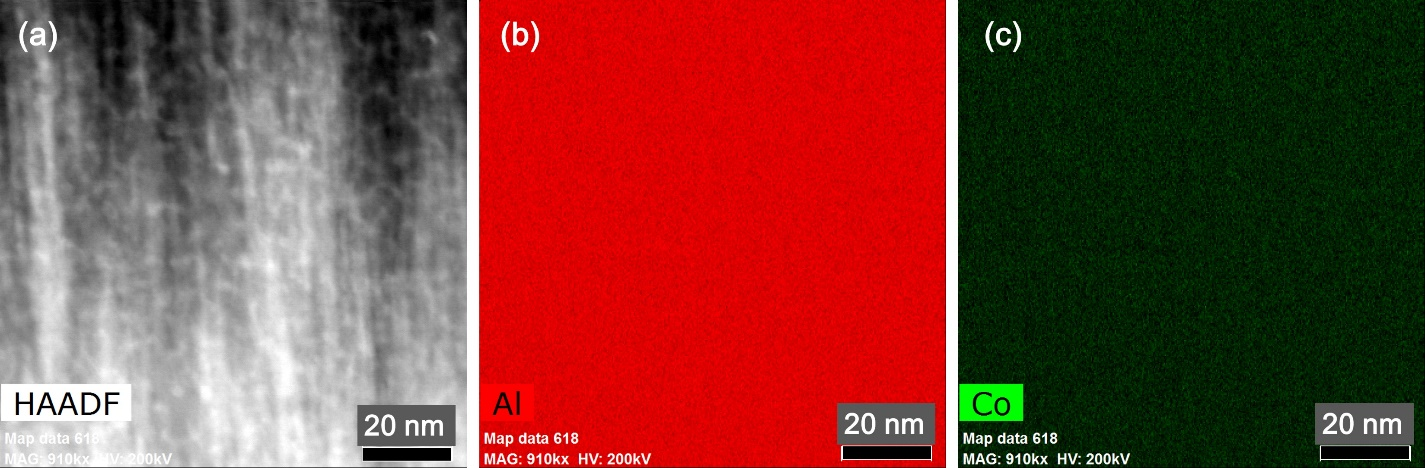 (a)
HAADF
20 nm
Map data 618
MAG: 910kx HV: 200kV
(b)
Al
20 nm
Map data 618
MAG: 910kx HV: 200kV
(c)
Co
20 nm
Map data 618
MAG: 910kx HV: 200kV